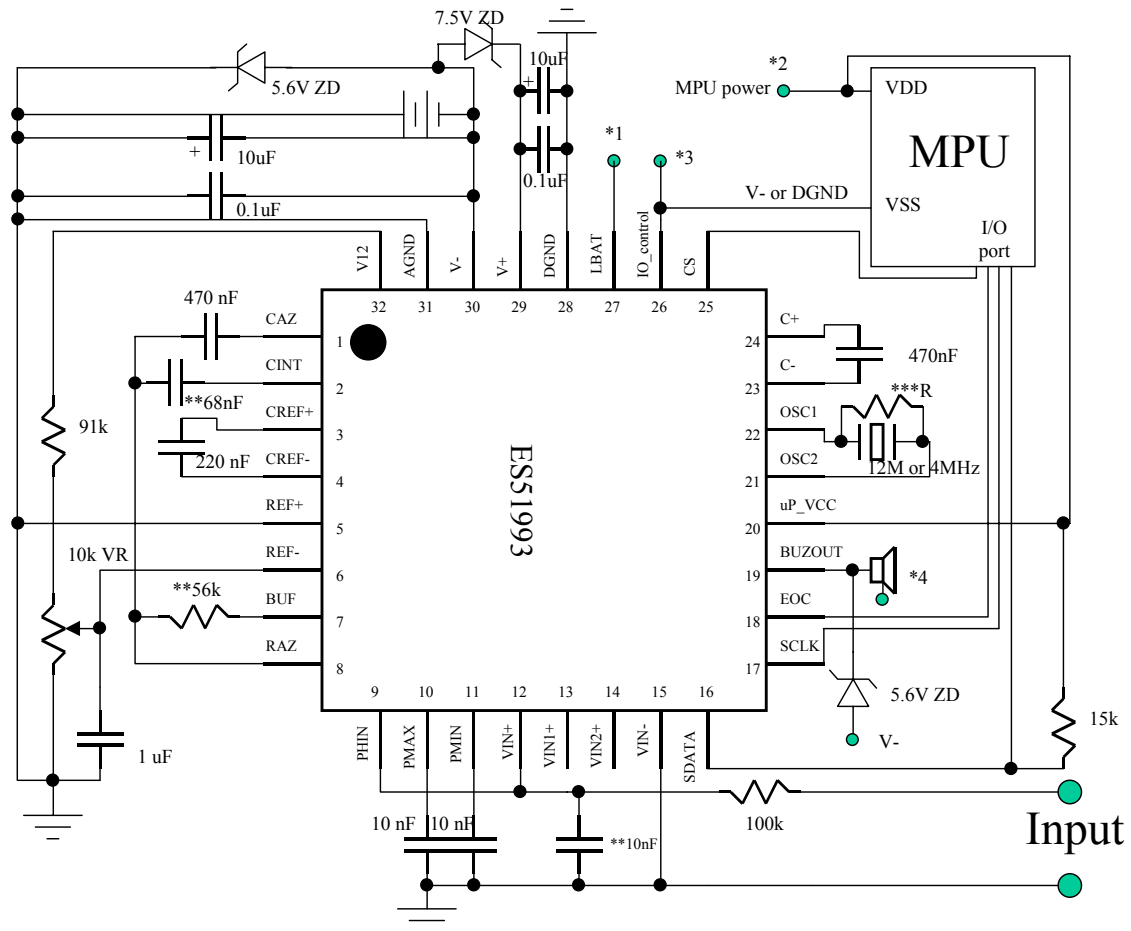 7.5V ZD
5.6V ZD
10uF
+
*2
MPU power
VDD
MPU
+
10uF
0.1uF
*1
*3
0.1uF
V- or DGND
VSS
I/O
port
V12
AGND
V-
V+
DGND
LBAT
IO_control
CS
32
31
30
29
28
27
26
25
470 nF
CAZ
1
CINT
2
**68nF
CREF+
3
220 nF
CREF-
4
91k
REF+
5
10k VR
REF-
6
**56k
BUF
7
RAZ
8
1 uF
ES51993
C+
24
470nF
C-
23
***R
OSC1
22
12M or 4MHz
OSC2
21
uP_VCC
20
BUZOUT
19
*4
EOC
18
SCLK
17
5.6V ZD
V-
15k
9
10
11
12
13
14
15
16
PHIN
PMAX
PMIN
VIN+
VIN1+
VIN2+
VIN-
SDATA
100k
10 nF
10 nF
**10nF
Input